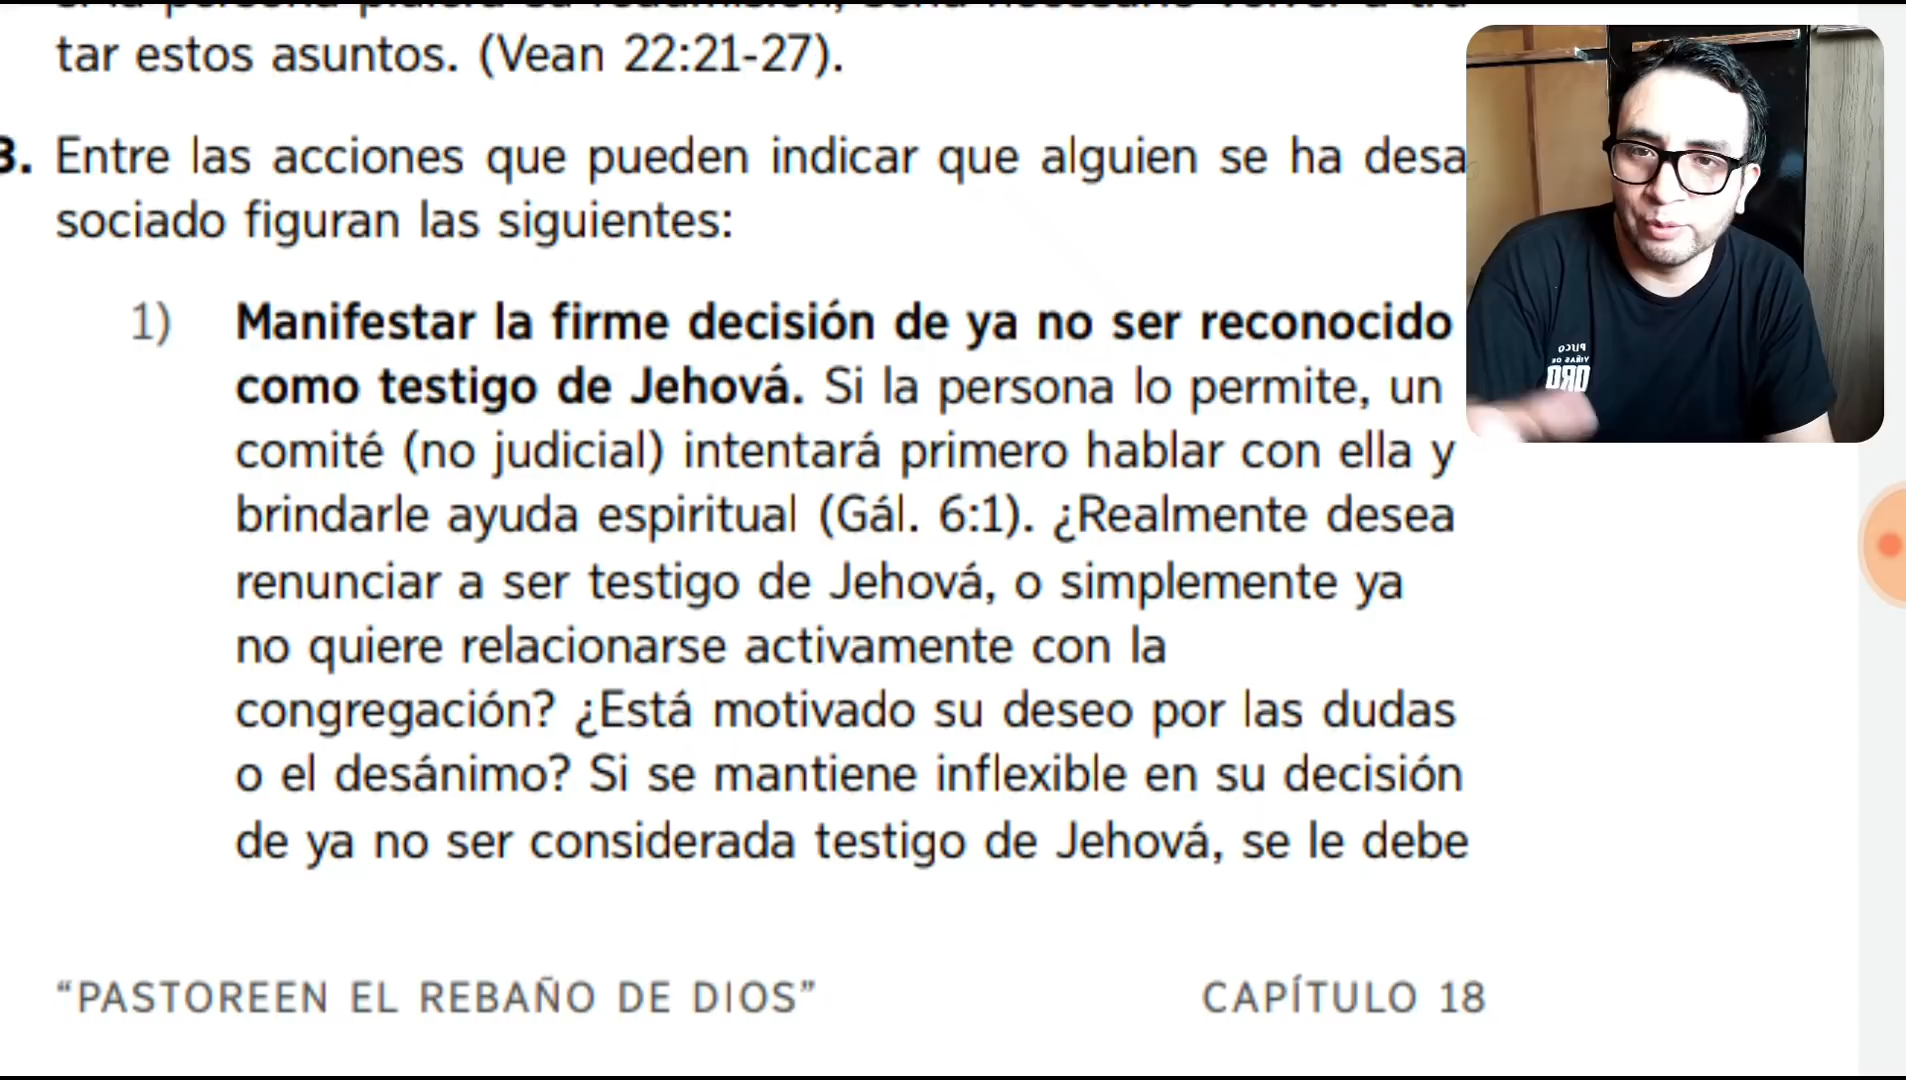 tar estos asuntos. (Vean 22:21-27).
3. Entre las acciones que pueden indicar que alguien se ha desa
sociado figuran las siguientes:
1) Manifestar la firme decisión de ya no ser reconocido
como testigo de Jehová. Si la persona lo permite, un
comité (no judicial) intentará primero hablar con ella y
brindarle ayuda espiritual (Gál. 6:1). ¿Realmente desea
renunciar a ser testigo de Jehová, o simplemente ya
no quiere relacionarse activamente con la
congregación? ¿Está motivado su deseo por las dudas
o el desánimo? Si se mantiene inflexible en su decisión
de ya no ser considerada testigo de Jehová, se le debe
“PASTOREEN EL REBAÑO DE DIOS” CAPÍTULO 18